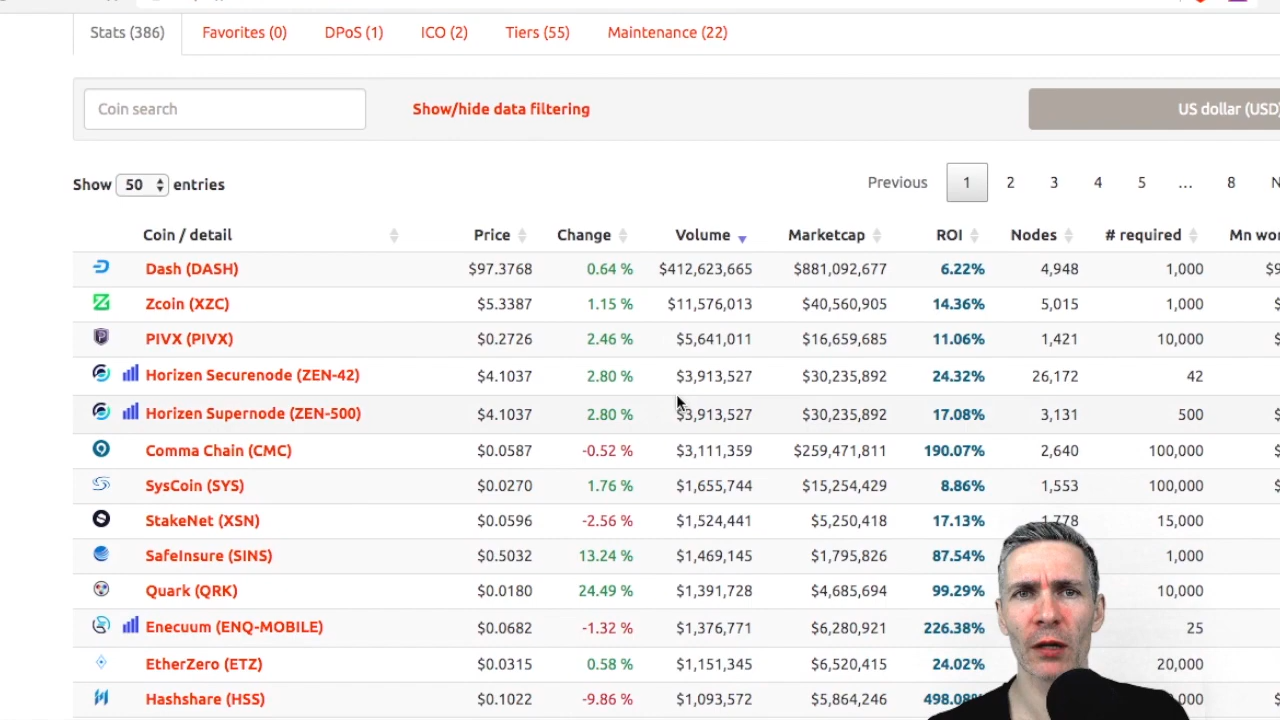 Stats (386) Favorites (0) DPoS (1) ICO (2) Tiers (55) Maintenance (22)
Coin search Show/hide data filtering US dollar (USD)
Show 50 entries Previous 1 2 3 4 5 ... 8 N
Coin / detail Price Change Volume Marketcap ROI Nodes # required Mn wor
Dash (DASH) $97.3768 0.64 % $412,623,665 $881,092,677 6.22% 4,948 1,000 $9
Zcoin (XZC) $5.3387 1.15 % $11,576,013 $40,560,905 14.36% 5,015 1,000 $
PIVX (PIVX) $0.2726 2.46 % $5,641,011 $16,659,685 11.06% 1,421 10,000 $
Horizen Securenode (ZEN-42) $4.1037 2.80 % $3,913,527 $30,235,892 24.32% 26,172 42
Horizen Supernode (ZEN-500) $4.1037 2.80 % $3,913,527 $30,235,892 17.08% 3,131 500 $
Comma Chain (CMC) $0.0587 -0.52 % $3,111,359 $259,471,811 190.07% 2,640 100,000 $
SysCoin (SYS) $0.0270 1.76 % $1,655,744 $15,254,429 8.86% 1,553 100,000 $
StakeNet (XSN) $0.0596 -2.56 % $1,524,441 $5,250,418 17.13% 1,778 15,000
SafeInsure (SINS) $0.5032 13.24 % $1,469,145 $1,795,826 87.54% 1,000
Quark (QRK) $0.0180 24.49 % $1,391,728 $4,685,694 99.29% 10,000
Enecuum (ENQ-MOBILE) $0.0682 -1.32 % $1,376,771 $6,280,921 226.38% 25
EtherZero (ETZ) $0.0315 0.58 % $1,151,345 $6,520,415 24.02% 20,000
Hashshare (HSS) $0.1022 -9.86 % $1,093,572 $5,864,246 498.08%